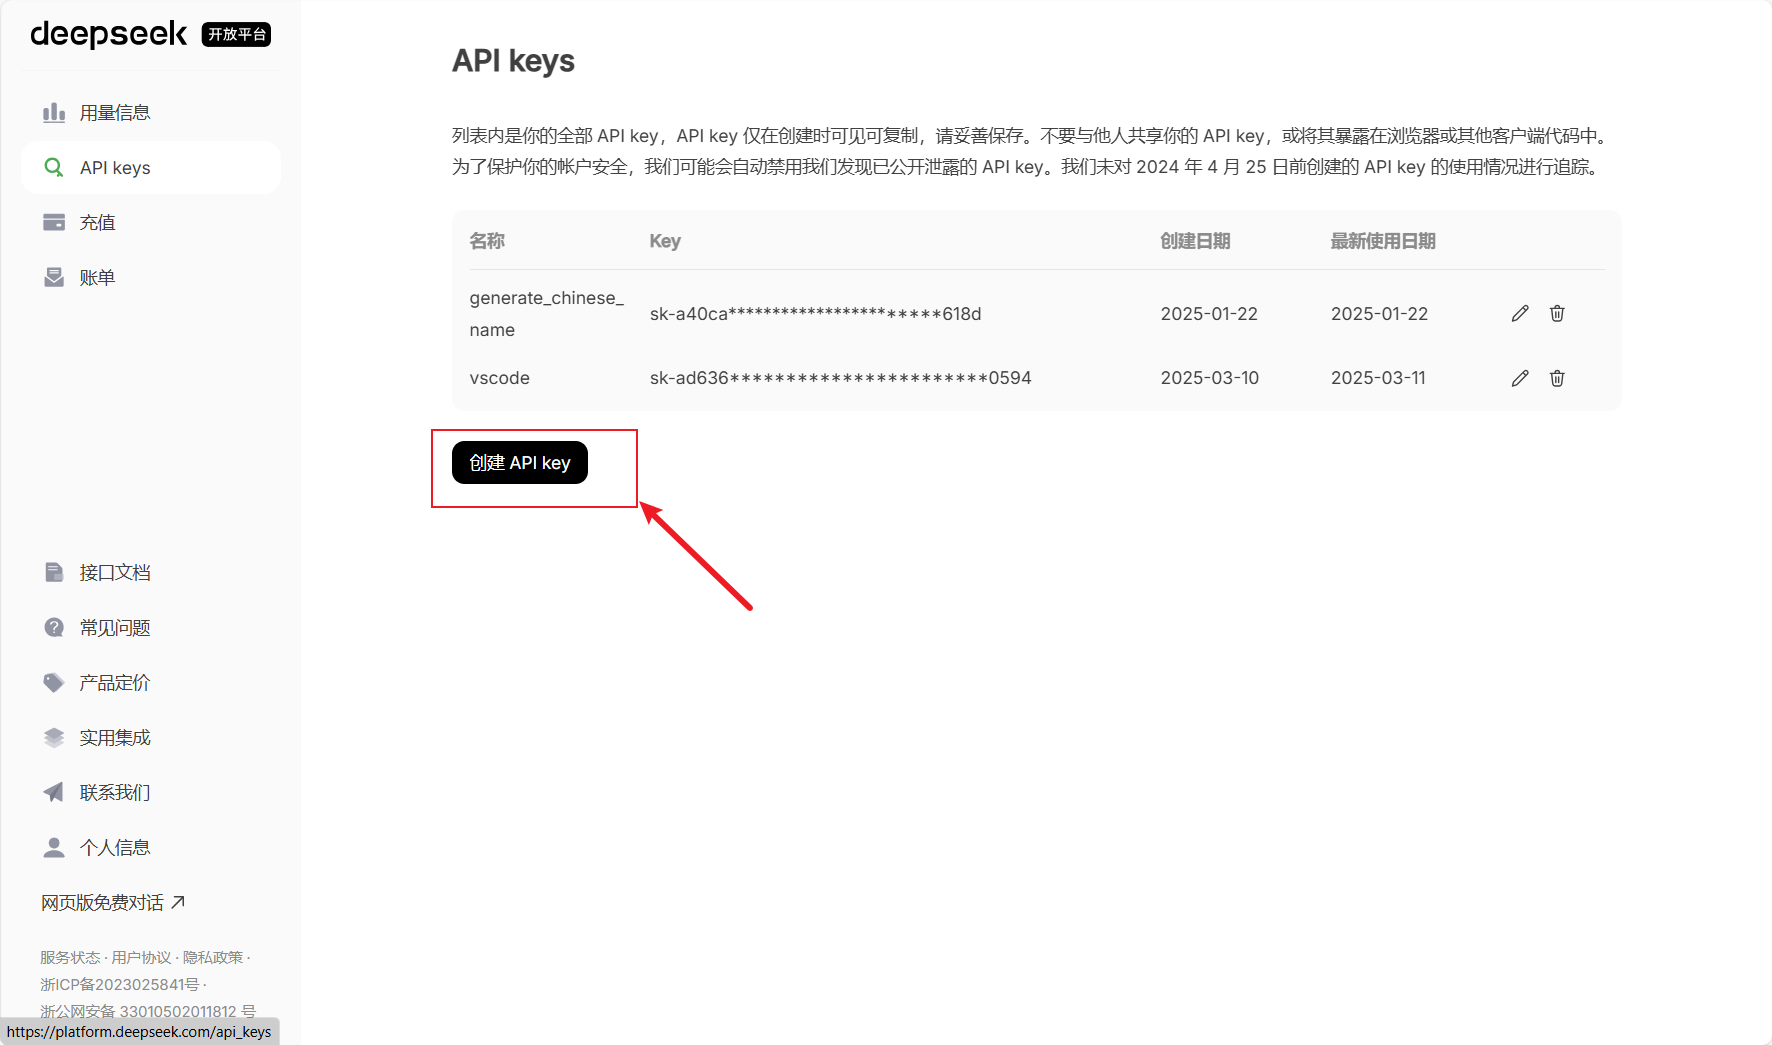 deepseek 开放平台
用量信息
API keys
充值
账单
接口文档
常见问题
产品定价
实用集成
联系我们
个人信息
网页版免费对话
服务状态 · 用户协议 · 隐私政策 ·
浙ICP备2023025841号 ·
浙公网安备 33010502011812 号
https://platform.deepseek.com/api_keys
API keys
列表内是你的全部 API key，API key 仅在创建时可见可复制，请妥善保存。不要与他人共享你的 API key，或将其暴露在浏览器或其他客户端代码中。
为了保护你的帐户安全，我们可能会自动禁用我们发现已公开泄露的 API key。我们未对 2024 年 4 月 25 日前创建的 API key 的使用情况进行追踪。
名称 Key 创建日期 最新使用日期
generate_chinese_
name sk-a40ca***********************618d 2025-01-22 2025-01-22
vscode sk-ad636***********************0594 2025-03-10 2025-03-11
创建 API key